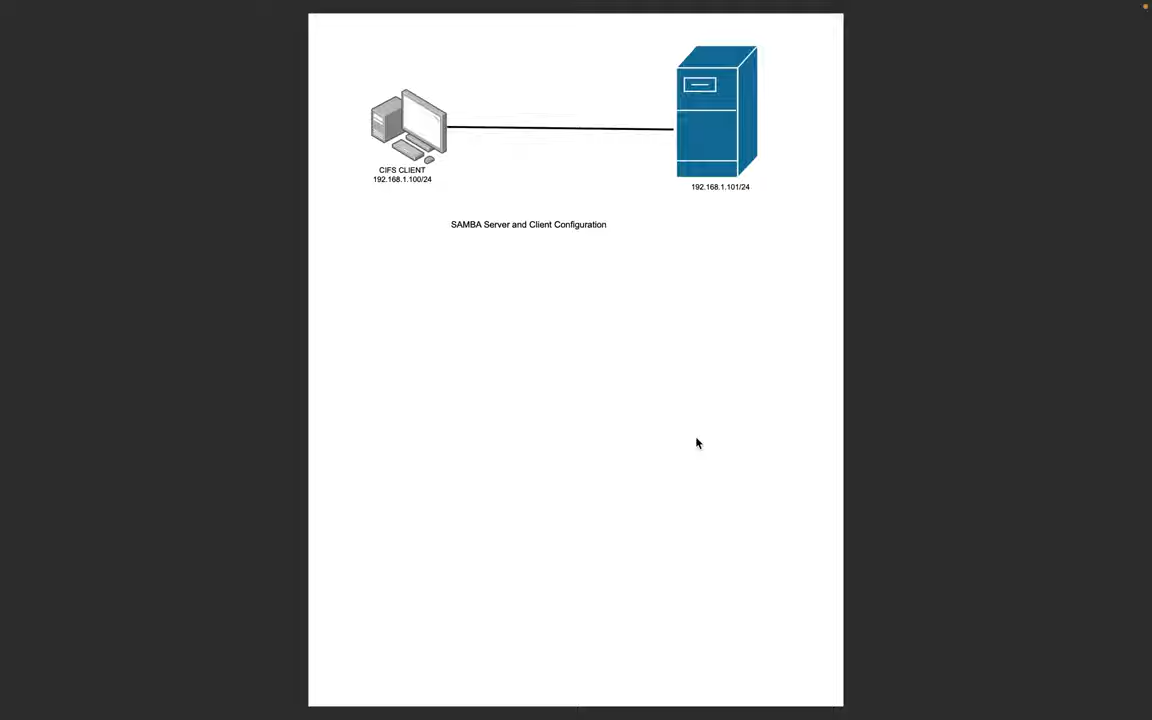 CIFS CLIENT
192.168.1.100/24
192.168.1.101/24
SAMBA Server and Client Configuration